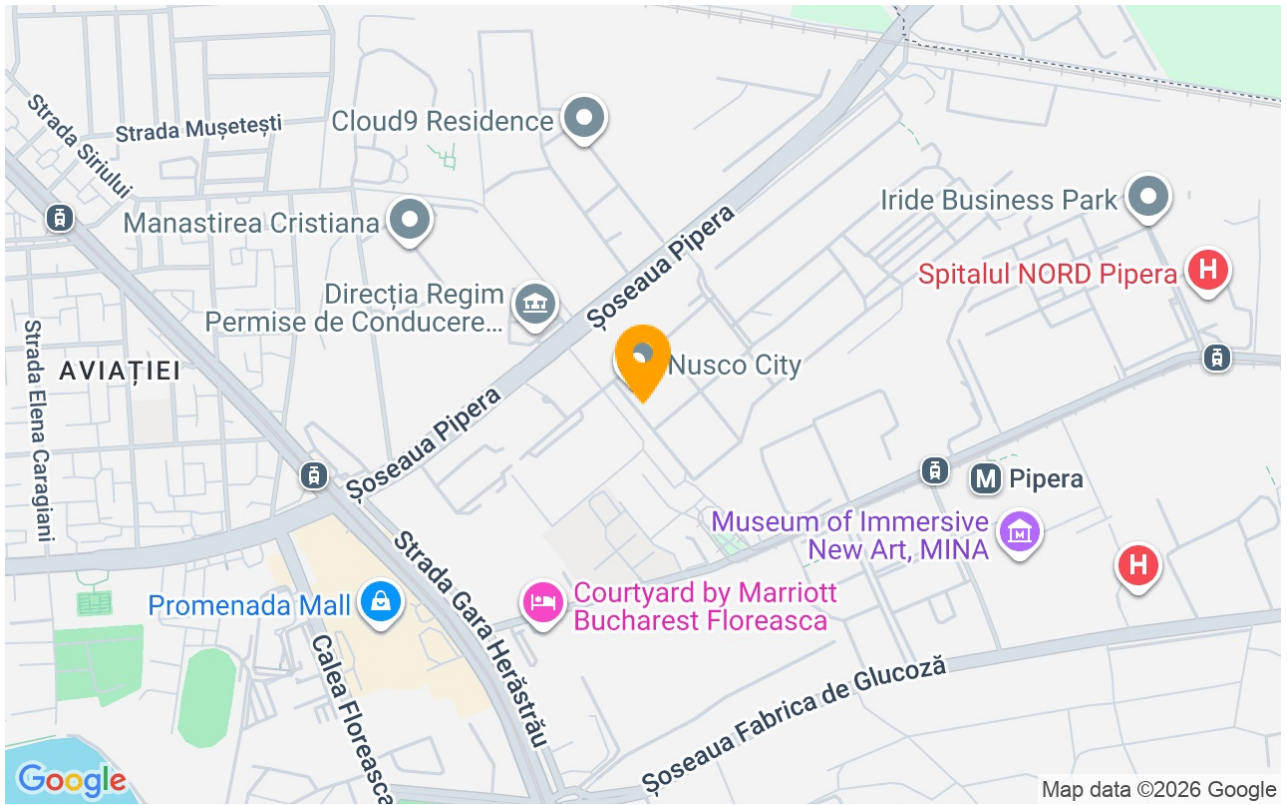 Strada Siriului
Strada Mușetești
Cloud9 Residence
Manastirea Cristiana
Direcția Regim
Permise de Conducere...
Șoseaua Pipera
Iride Business Park
Spitalul NORD Pipera
H
Strada Elena Caragiani
AVIAȚIEI
Nusco City
Șoseaua Pipera
M Pipera
Museum of Immersive
New Art, MINA
M
H
Strada Gara Herăstrău
Promenada Mall
Courtyard by Marriott
Bucharest Floreasca
Calea Floreasca
Șoseaua Fabrica de Glucoză
Google
Map data ©2026 Google